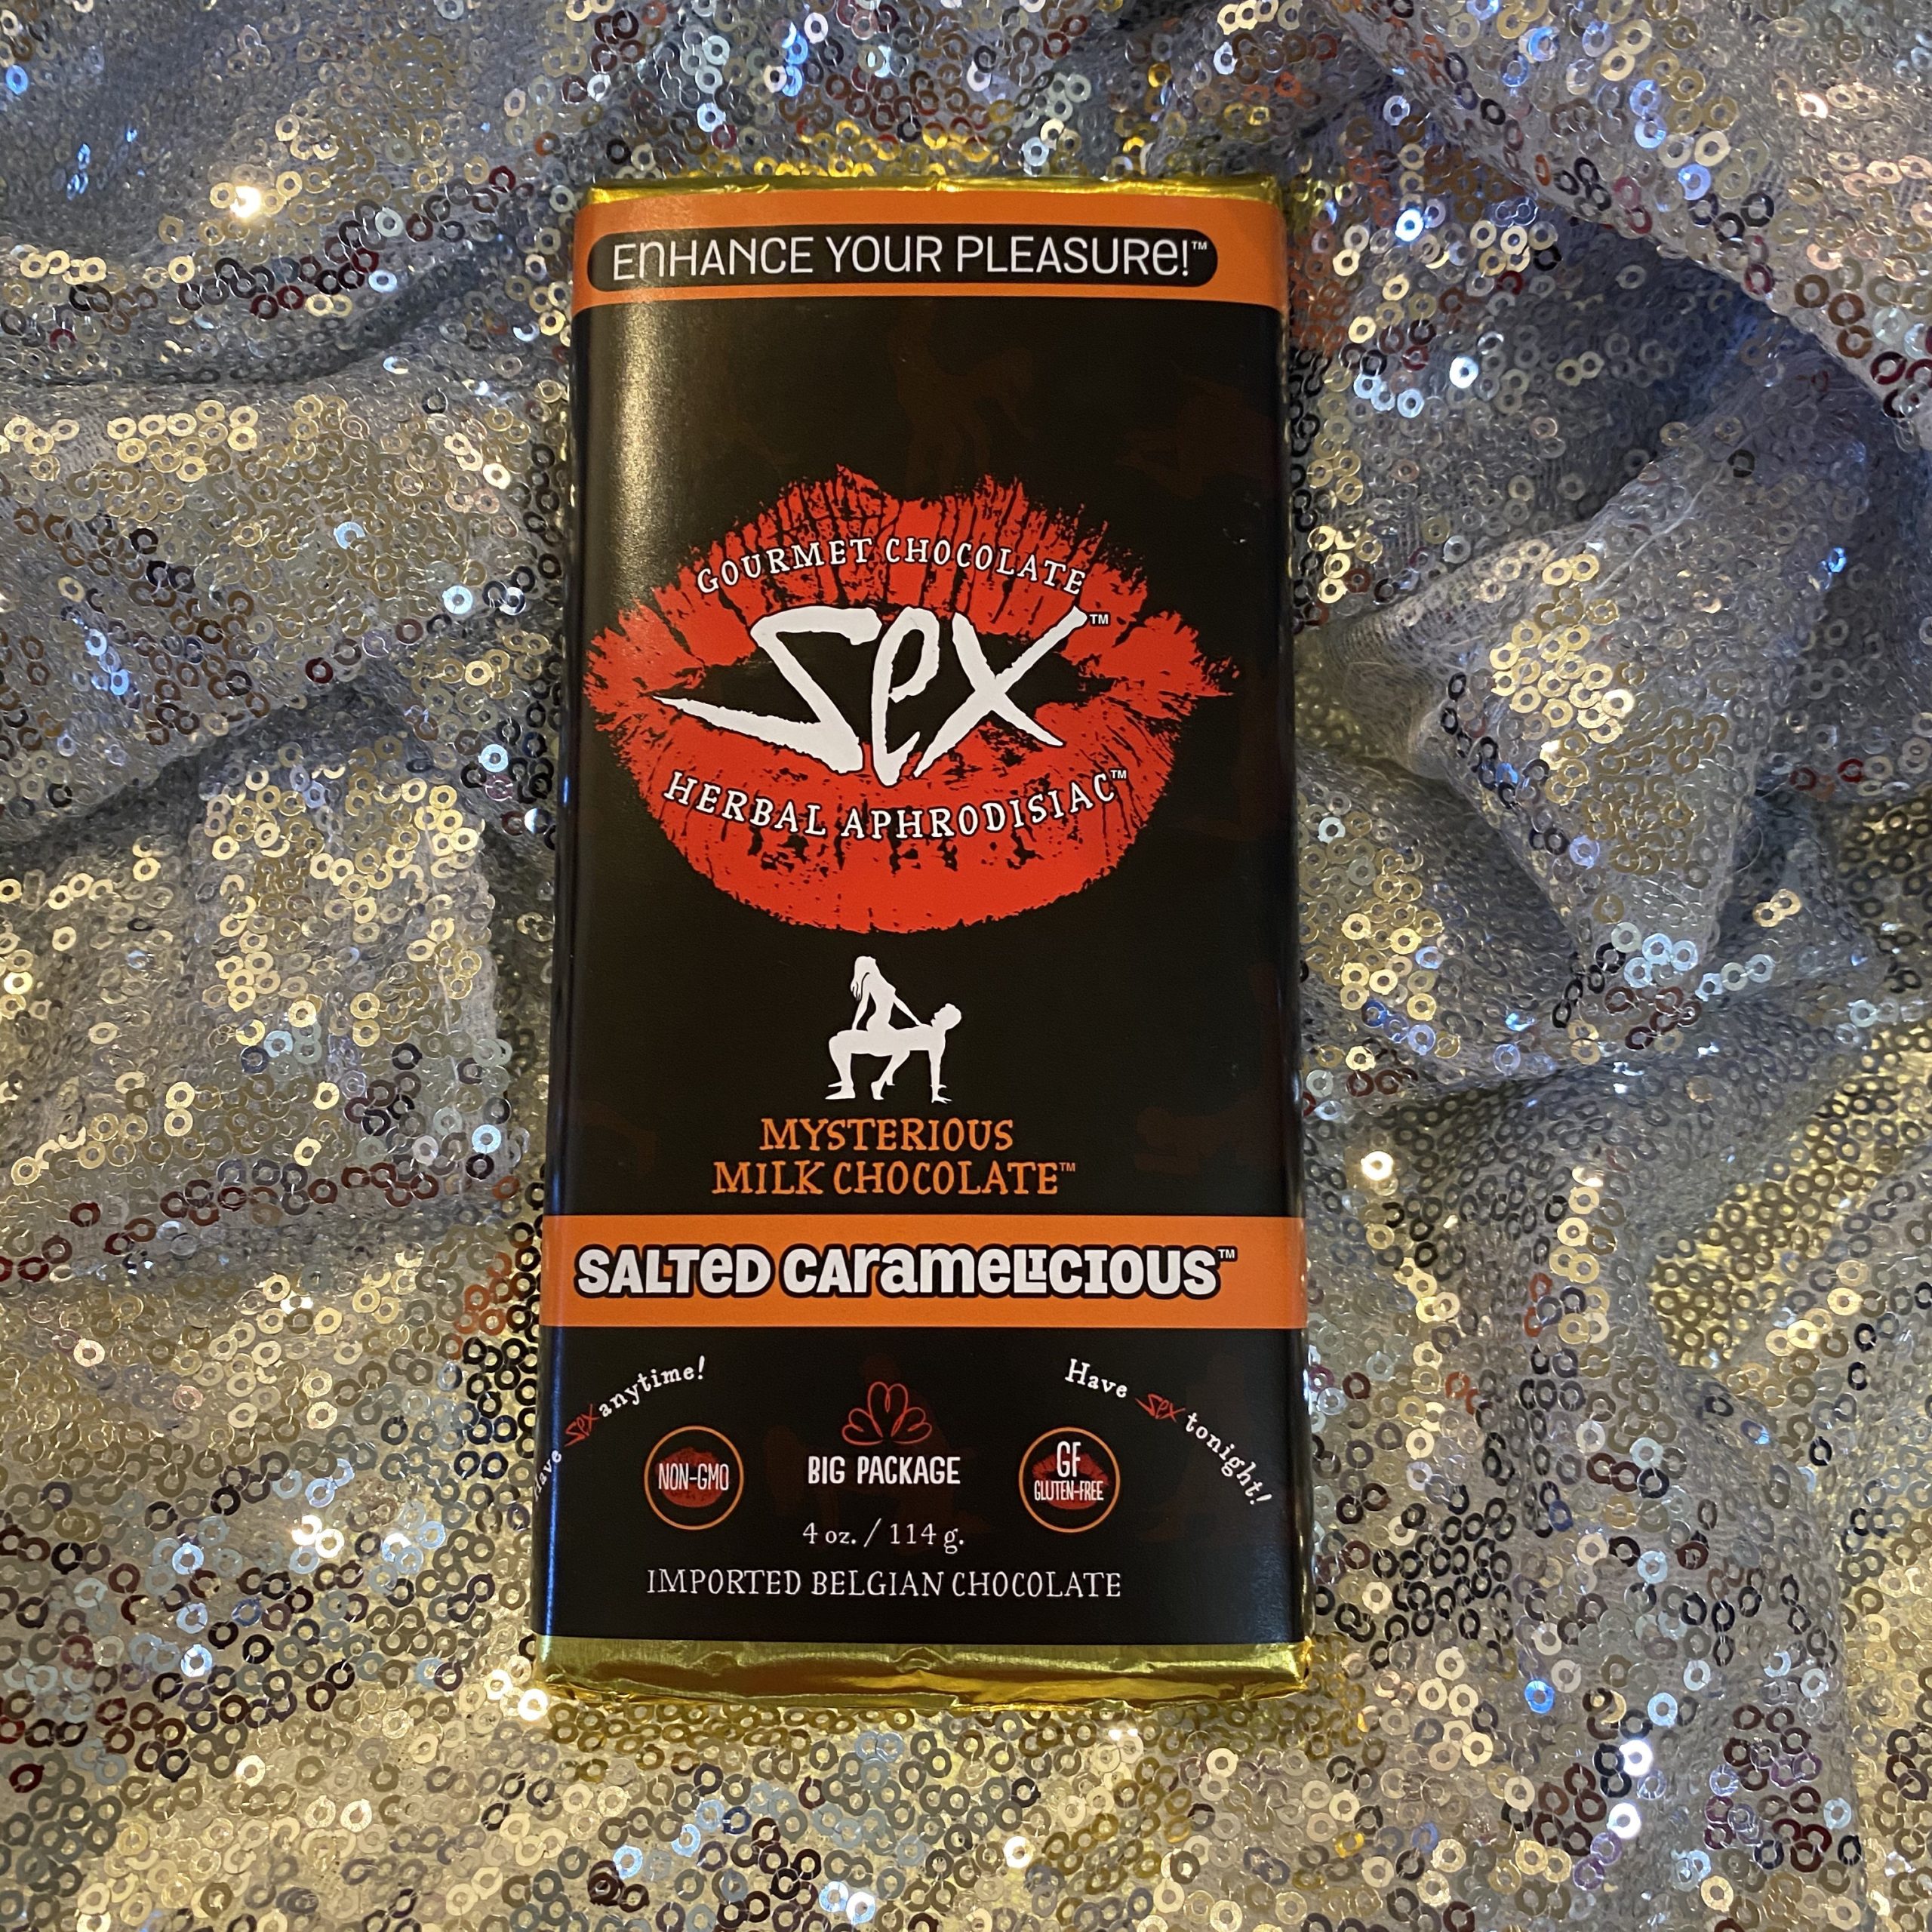 ENHANCE YOUR PLEASURE!™
GOURMET CHOCOLATE
Sex™
HERBAL APHRODISIAC™
MYSTERIOUS
MILK CHOCOLATE™
SALTED CARAMELICIOUS™
Have Sex anytime!
Have Sex tonight!
NON-GMO
BIG PACKAGE
GF
GLUTEN-FREE
4 oz. / 114 g.
IMPORTED BELGIAN CHOCOLATE